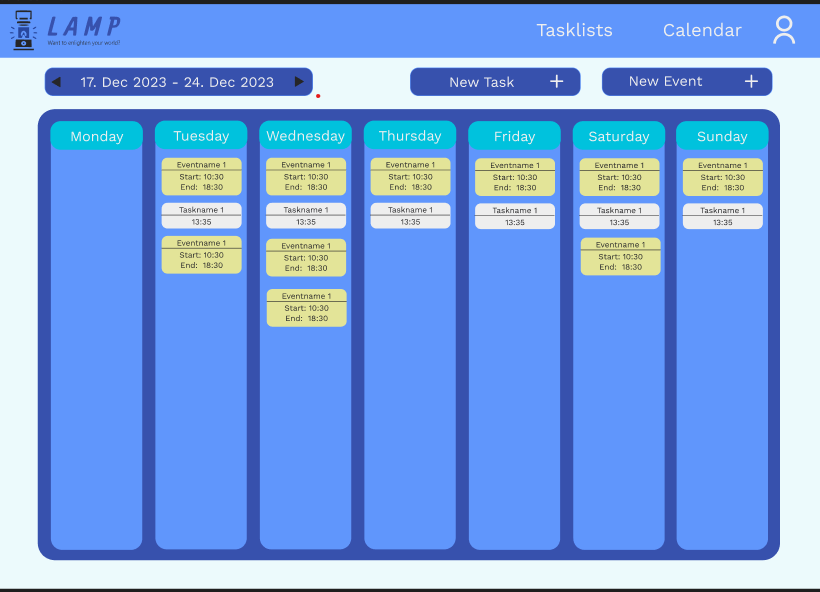 LAMP
Want to enlighten your world?
Tasklists
Calendar
17. Dec 2023 - 24. Dec 2023
New Task +
New Event +
Monday
Tuesday
Eventname 1
Start: 10:30
End: 18:30
Taskname 1
13:35
Eventname 1
Start: 10:30
End: 18:30
Wednesday
Eventname 1
Start: 10:30
End: 18:30
Taskname 1
13:35
Eventname 1
Start: 10:30
End: 18:30
Eventname 1
Start: 10:30
End: 18:30
Thursday
Eventname 1
Start: 10:30
End: 18:30
Taskname 1
13:35
Friday
Eventname 1
Start: 10:30
End: 18:30
Taskname 1
13:35
Saturday
Eventname 1
Start: 10:30
End: 18:30
Taskname 1
13:35
Eventname 1
Start: 10:30
End: 18:30
Sunday
Eventname 1
Start: 10:30
End: 18:30
Taskname 1
13:35